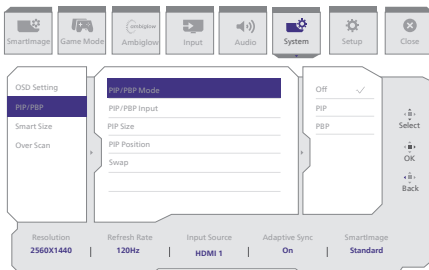 SmartImage
Game Mode
ambiglow
Ambiglow
Input
Audio
System
Setup
Close
OSD Setting
PIP/PBP
Smart Size
Over Scan
PIP/PBP Mode
PIP/PBP Input
PIP Size
PIP Position
Swap
Off
PIP
PBP
Select
OK
Back
Resolution
2560X1440
Refresh Rate
120Hz
Input Source
HDMI 1
Adaptive Sync
On
SmartImage
Standard